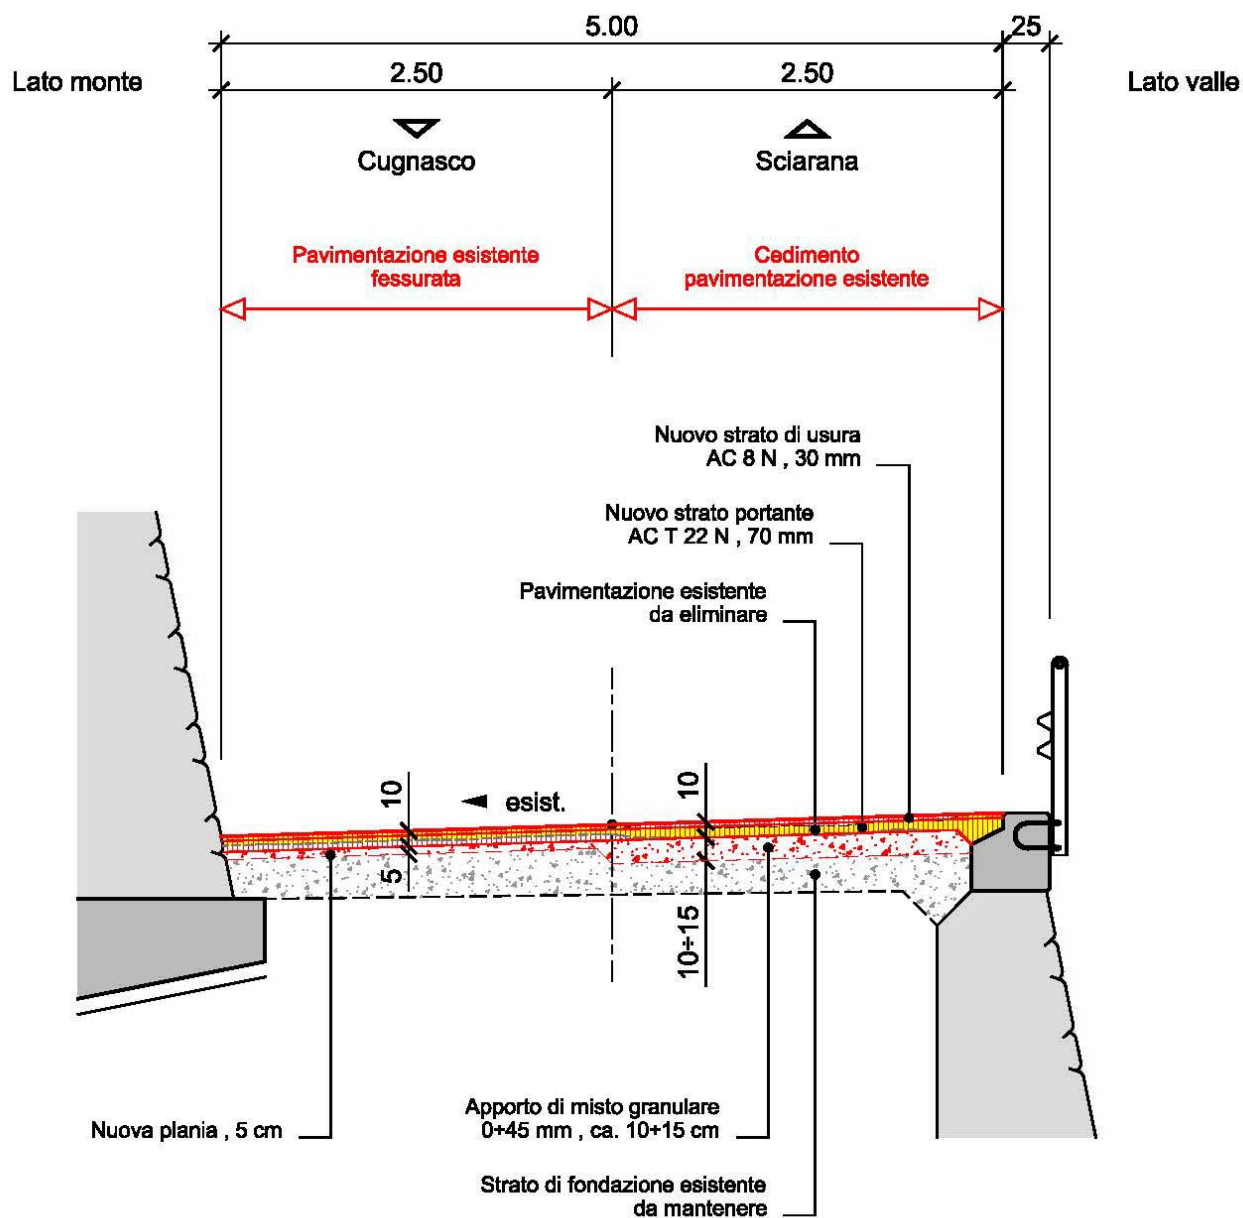 5.00
25
Lato monte
2.50
2.50
Lato valle
Cugnasco
Sciarana
Pavimentazione esistente
fessurata
Cedimento
pavimentazione esistente
Nuovo strato di usura
AC 8 N , 30 mm
Nuovo strato portante
AC T 22 N , 70 mm
Pavimentazione esistente
da eliminare
10
esist.
10
5
10÷15
Nuova plania , 5 cm
Apporto di misto granulare
0÷45 mm , ca. 10÷15 cm
Strato di fondazione esistente
da mantenere